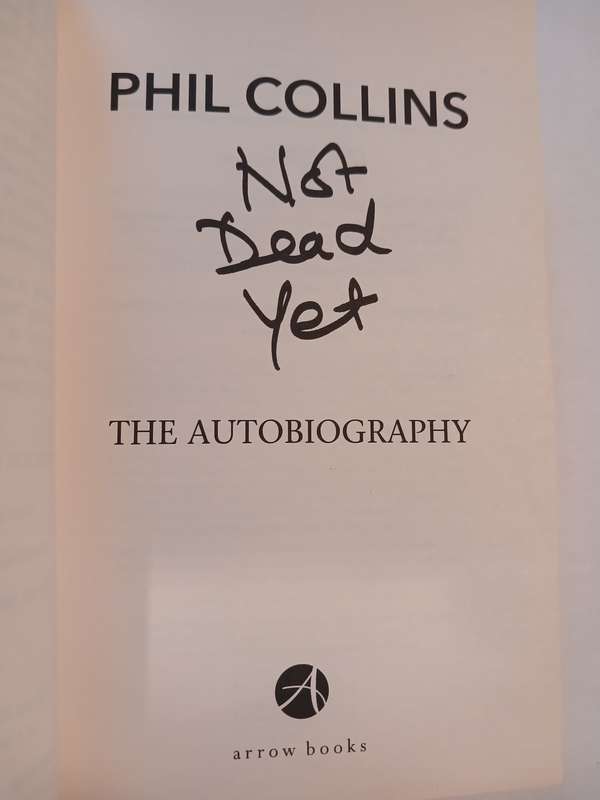 PHIL COLLINS
Not
Dead
Yet
THE AUTOBIOGRAPHY
A
arrow books